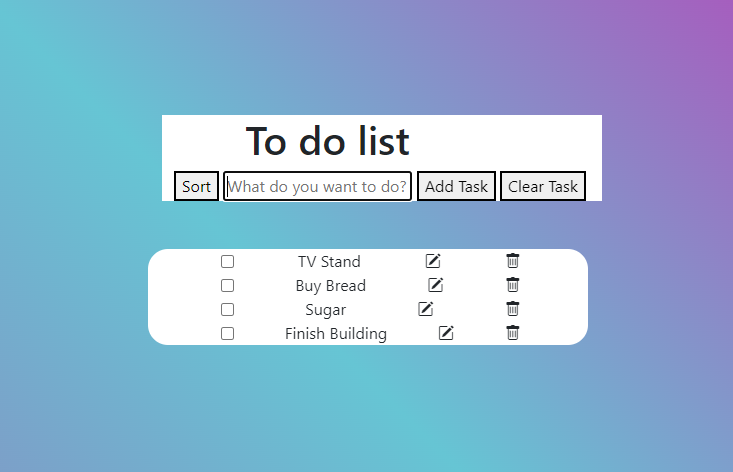 To do list
Sort What do you want to do? Add Task Clear Task
TV Stand
Buy Bread
Sugar
Finish Building